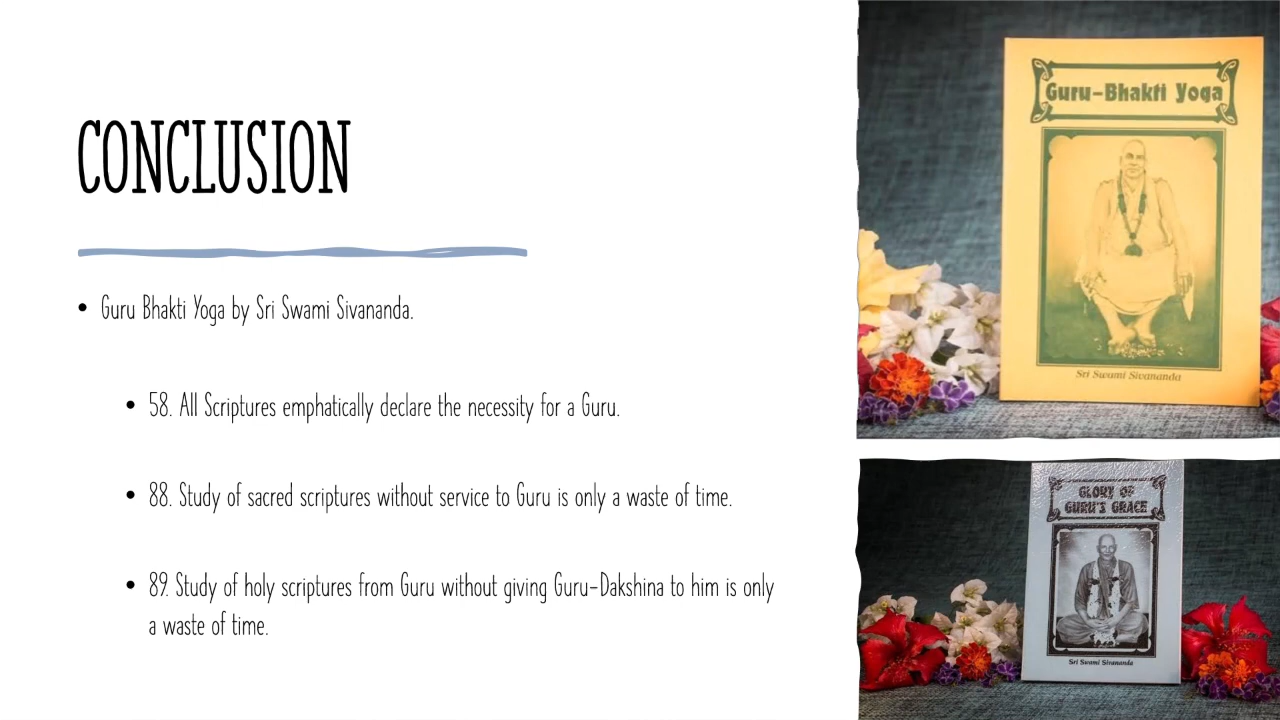 CONCLUSION
• Guru Bhakti Yoga by Sri Swami Sivananda.
• 58. All Scriptures emphatically declare the necessity for a Guru.
• 88. Study of sacred scriptures without service to Guru is only a waste of time.
• 89. Study of holy scriptures from Guru without giving Guru-Dakshina to him is only
a waste of time.
Guru-Bhakti Yoga
Sri Swami Sivananda
GLORY OF
GURU'S GRACE
Sri Swami Sivananda